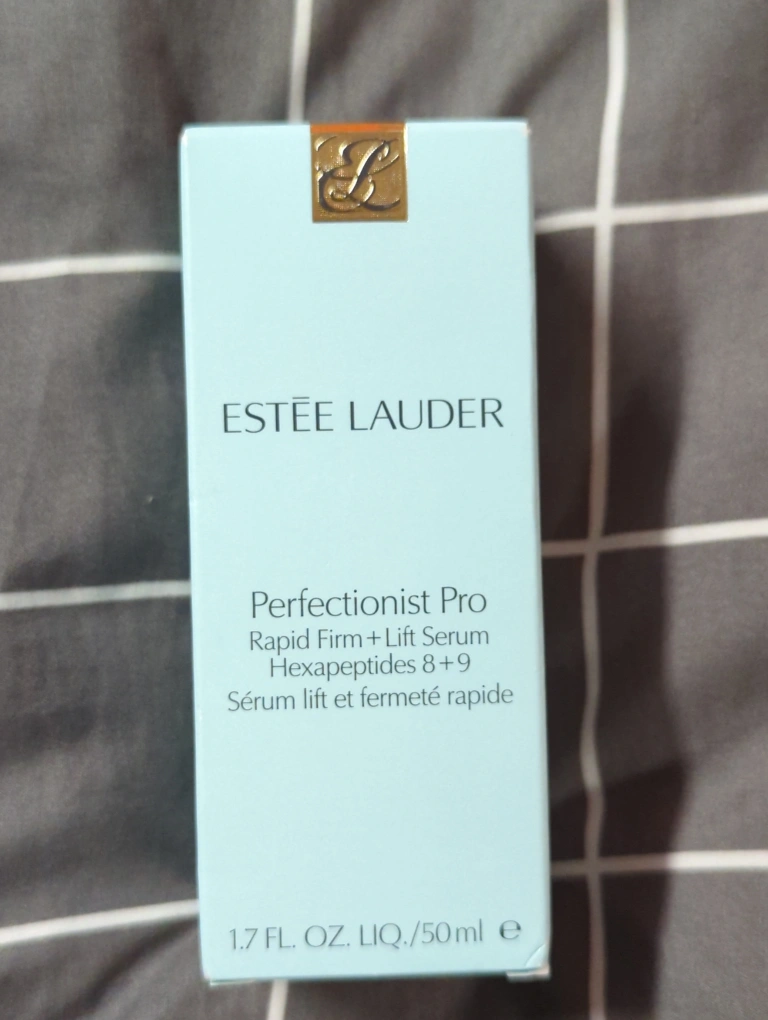 EL
ESTĒE LAUDER
Perfectionist Pro
Rapid Firm+Lift Serum
Hexapeptides 8+9
Sérum lift et fermeté rapide
1.7 FL. OZ. LIQ./50 ml ℮